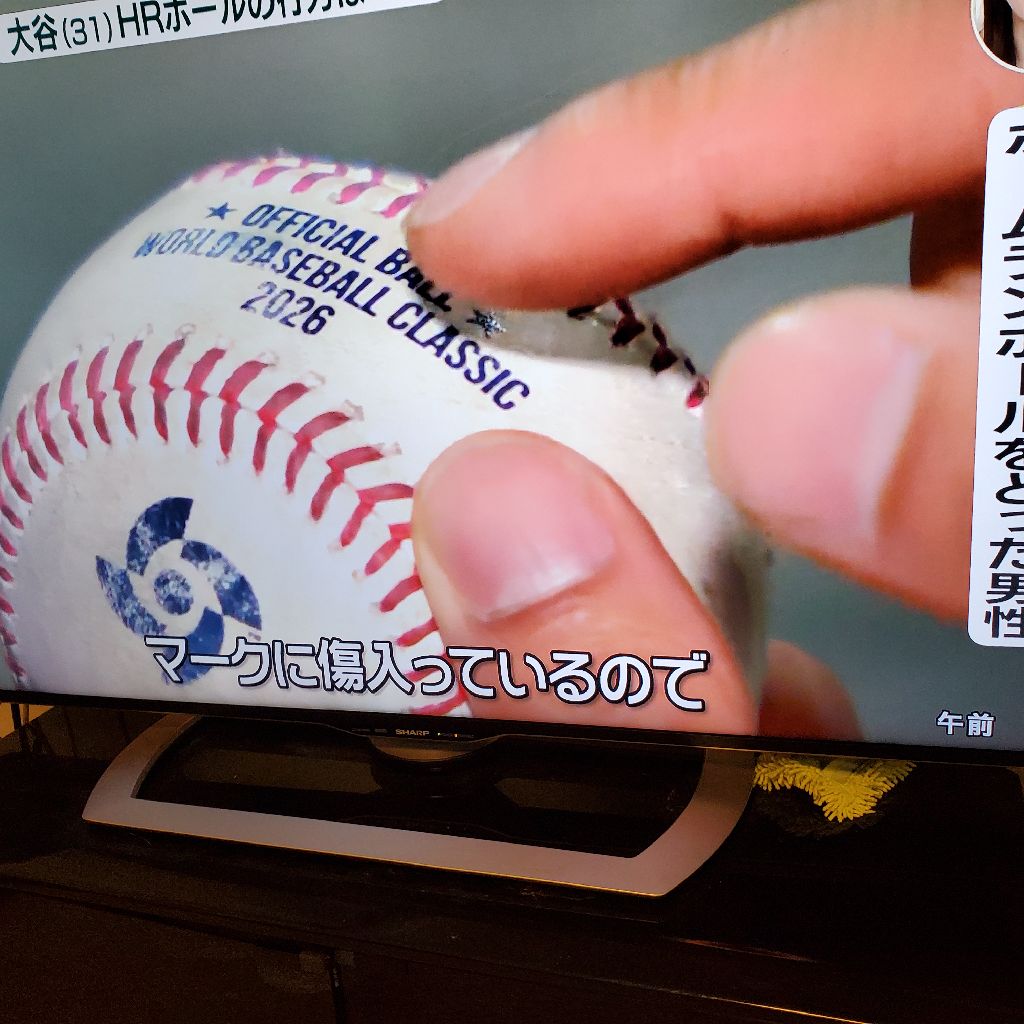 大谷(31)HRボールの行方は
★ OFFICIAL BALL ★
WORLD BASEBALL CLASSIC
2026
ホームランボールをとった男性
マークに傷入っているので
午前
SHARP